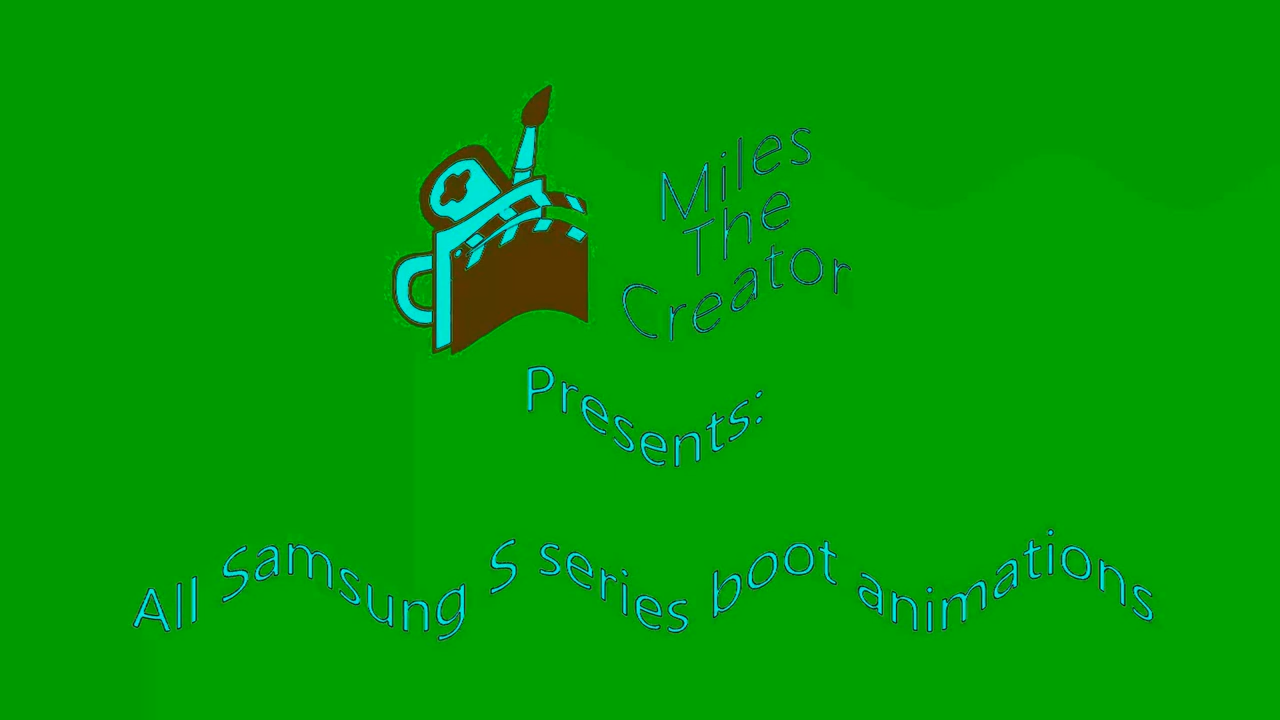 Miles
The
Creator
Presents:
All Samsung S series boot animations